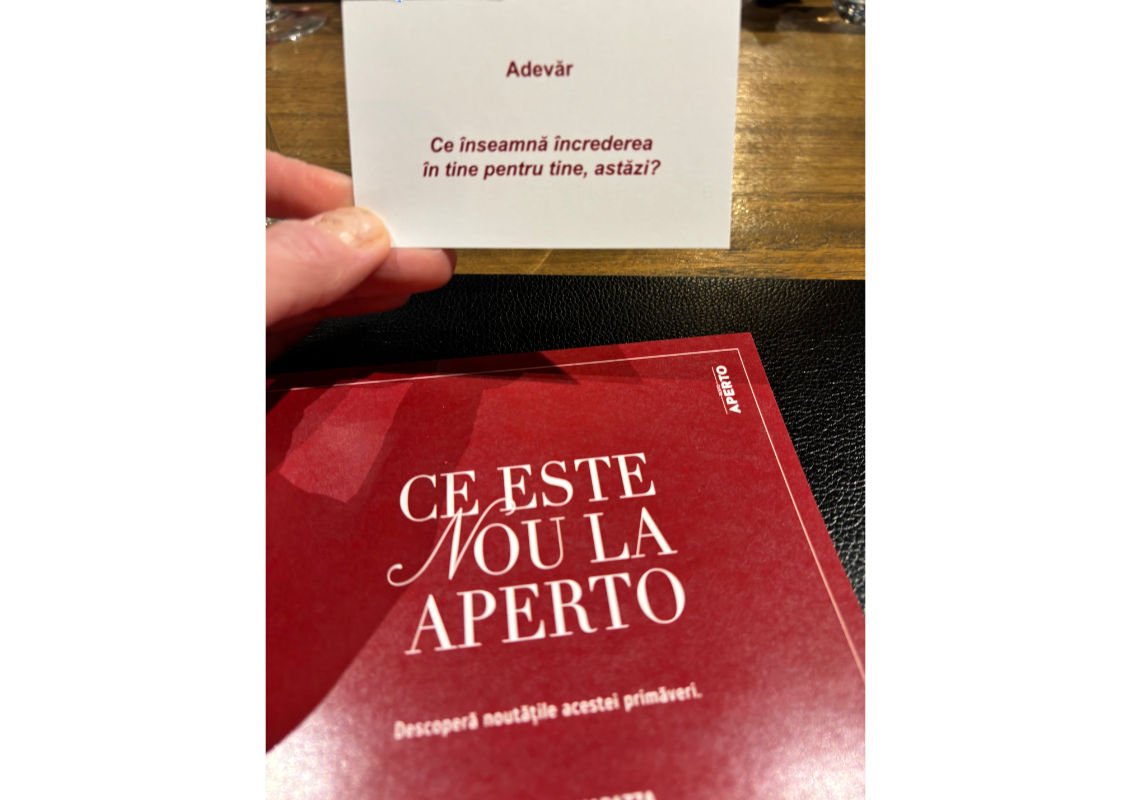 Adevăr
Ce înseamnă încrederea
în tine pentru tine, astăzi?
APERTO
CE ESTE
NOU LA
APERTO
Descoperă noutățile acestei primăveri.